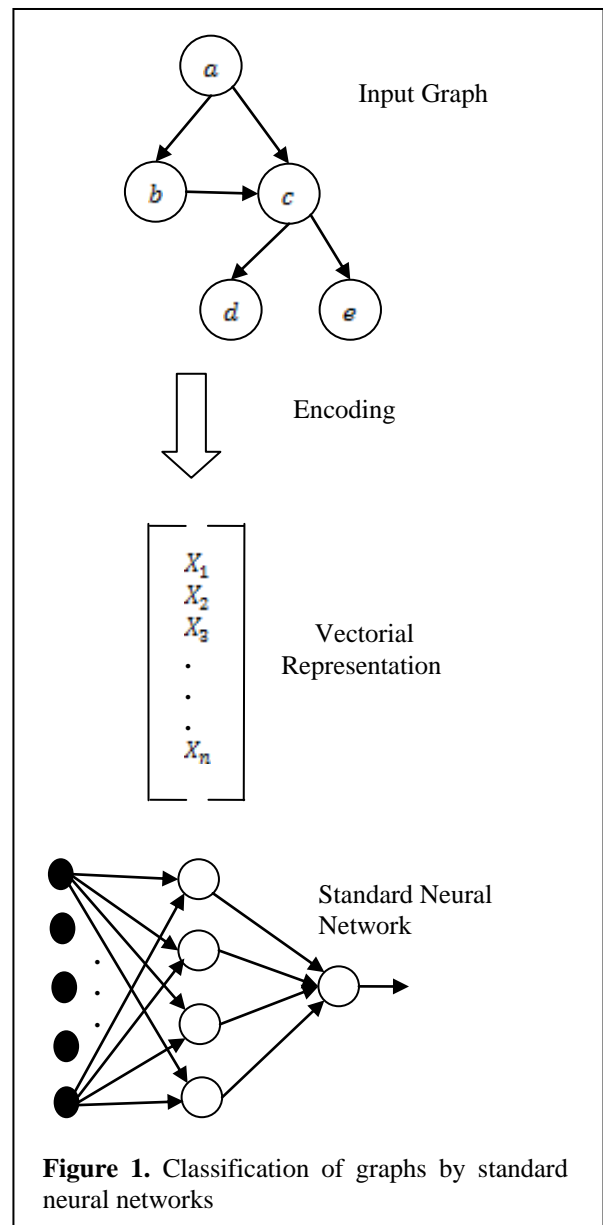 a
Input Graph
b
c
d
e
Encoding
X₁
X₂
X₃
.
.
.
Xₙ
Vectorial
Representation
Standard Neural
Network
.
.
.
Figure 1. Classification of graphs by standard
neural networks